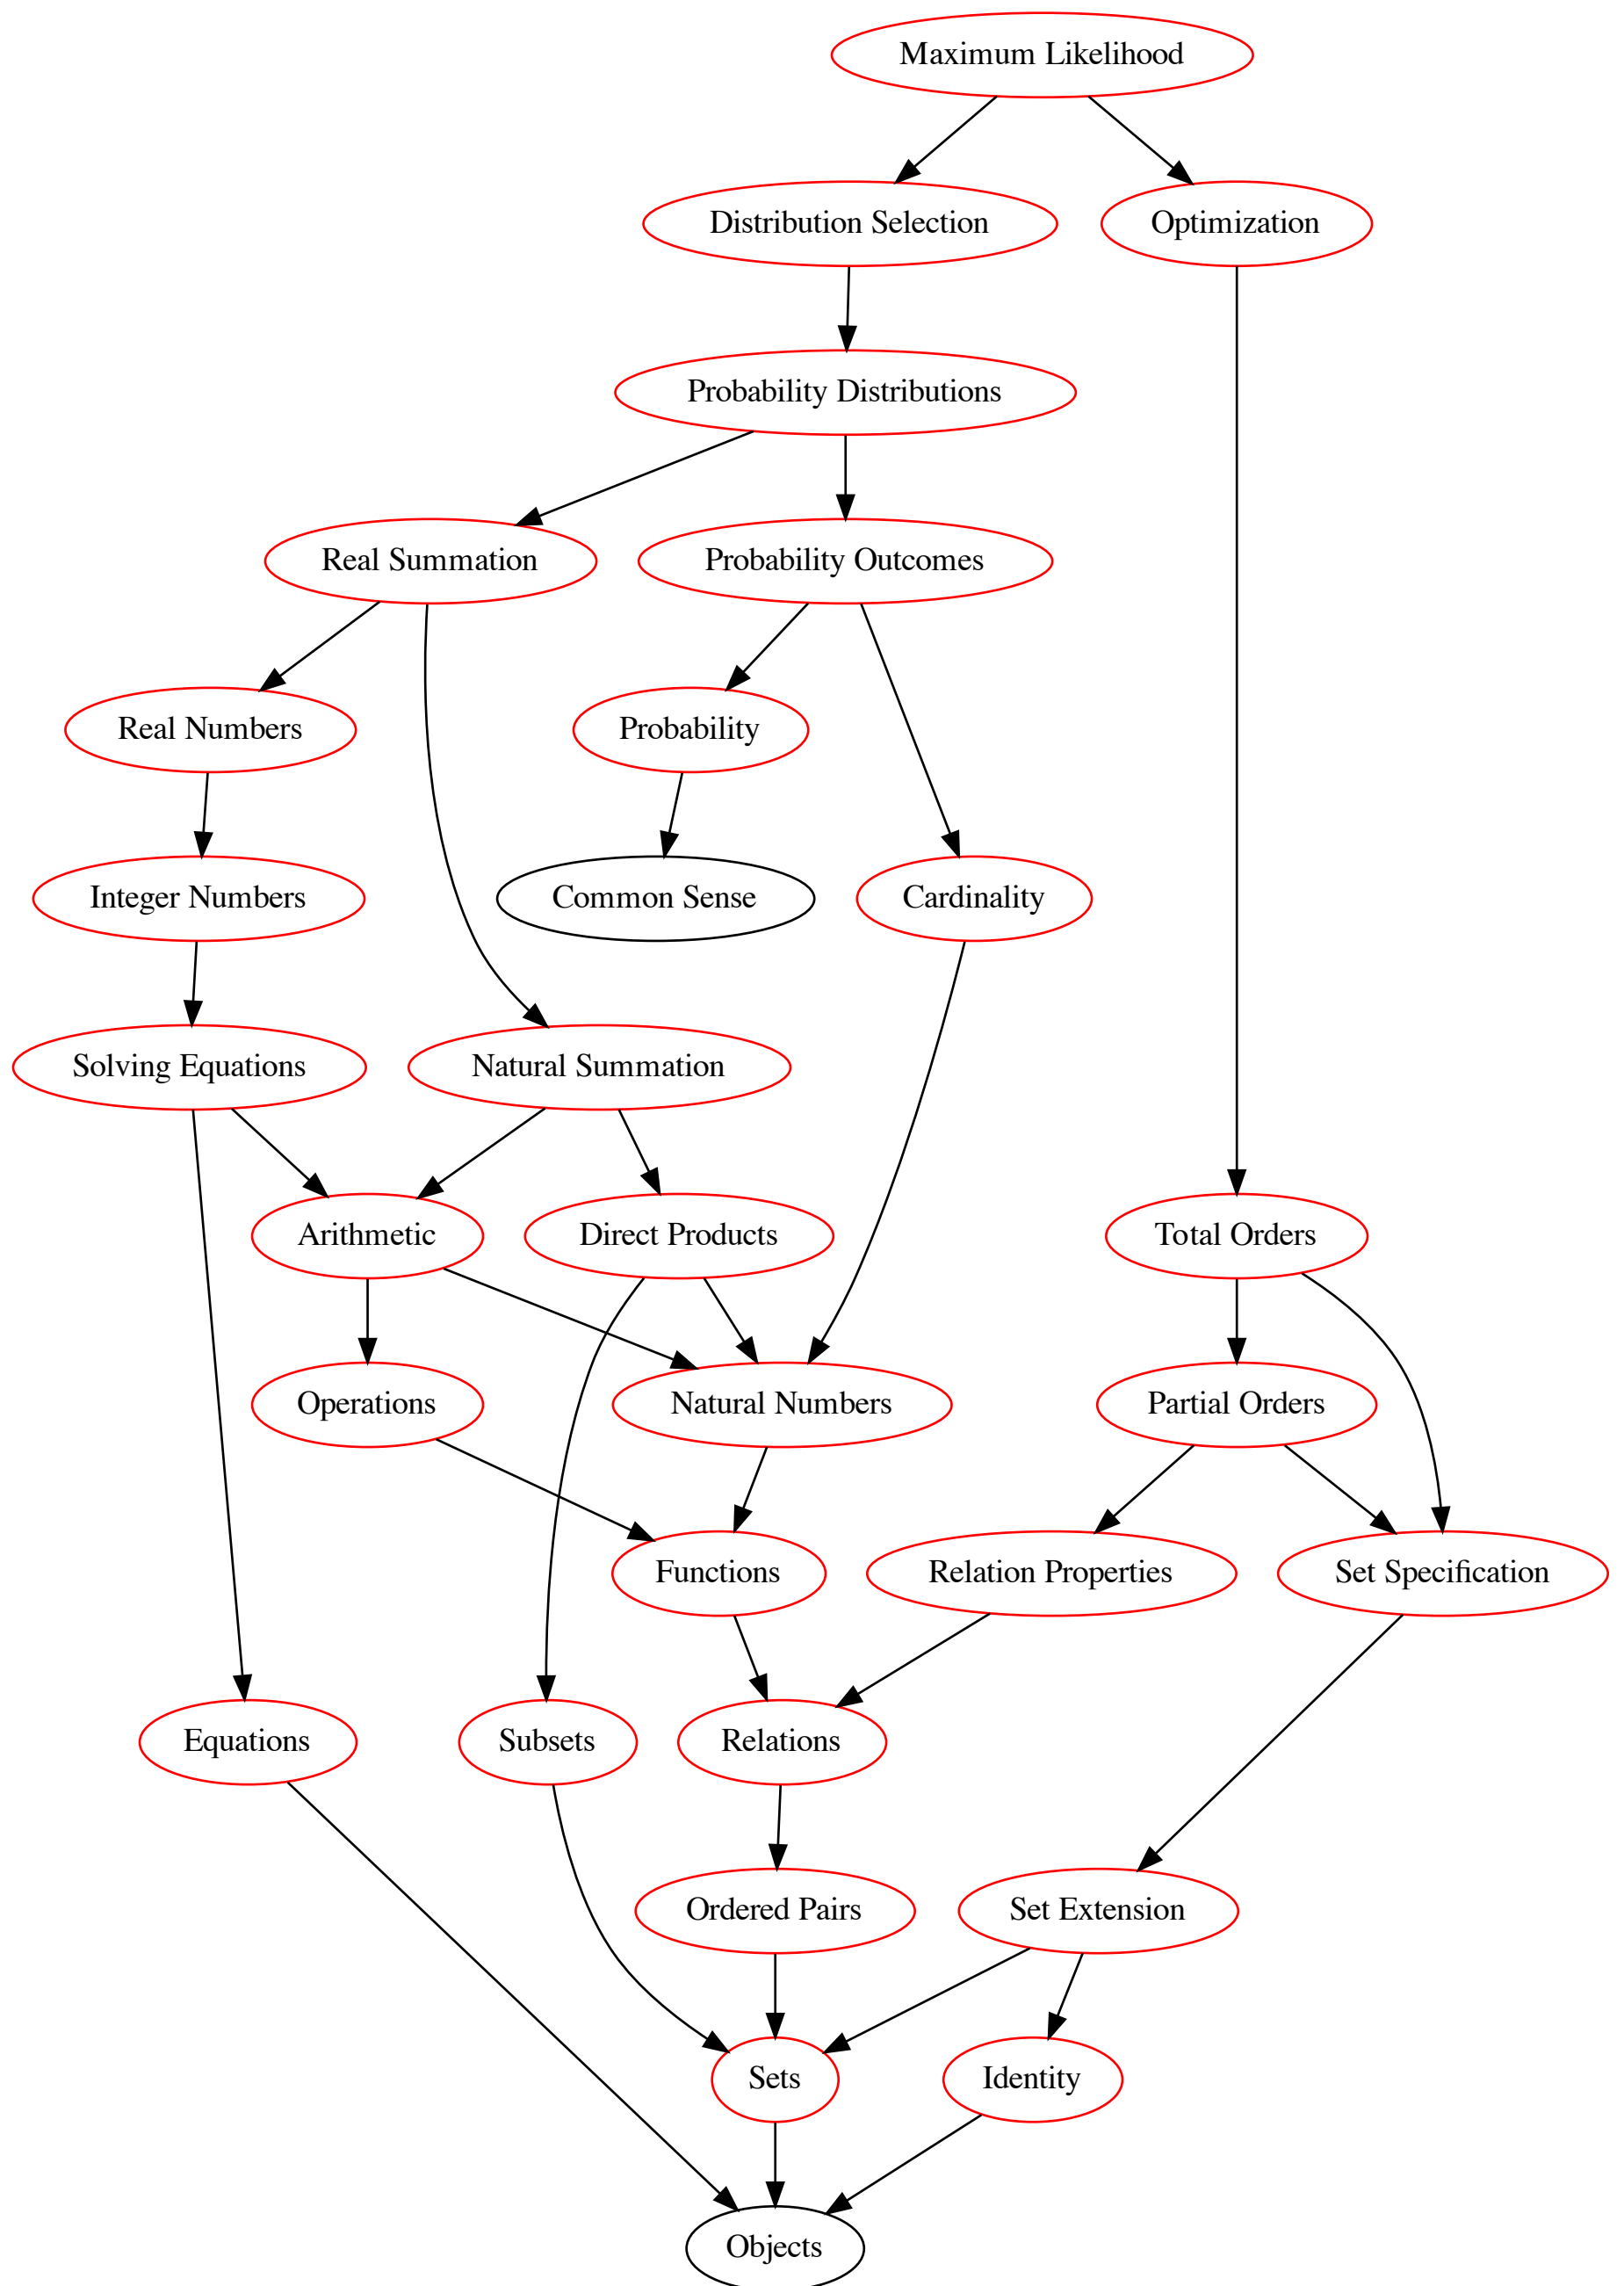 Maximum Likelihood
Distribution Selection
Optimization
Probability Distributions
Real Summation
Probability Outcomes
Real Numbers
Probability
Integer Numbers
Common Sense
Cardinality
Solving Equations
Natural Summation
Arithmetic
Direct Products
Total Orders
Operations
Natural Numbers
Partial Orders
Functions
Relation Properties
Set Specification
Equations
Subsets
Relations
Ordered Pairs
Set Extension
Sets
Identity
Objects